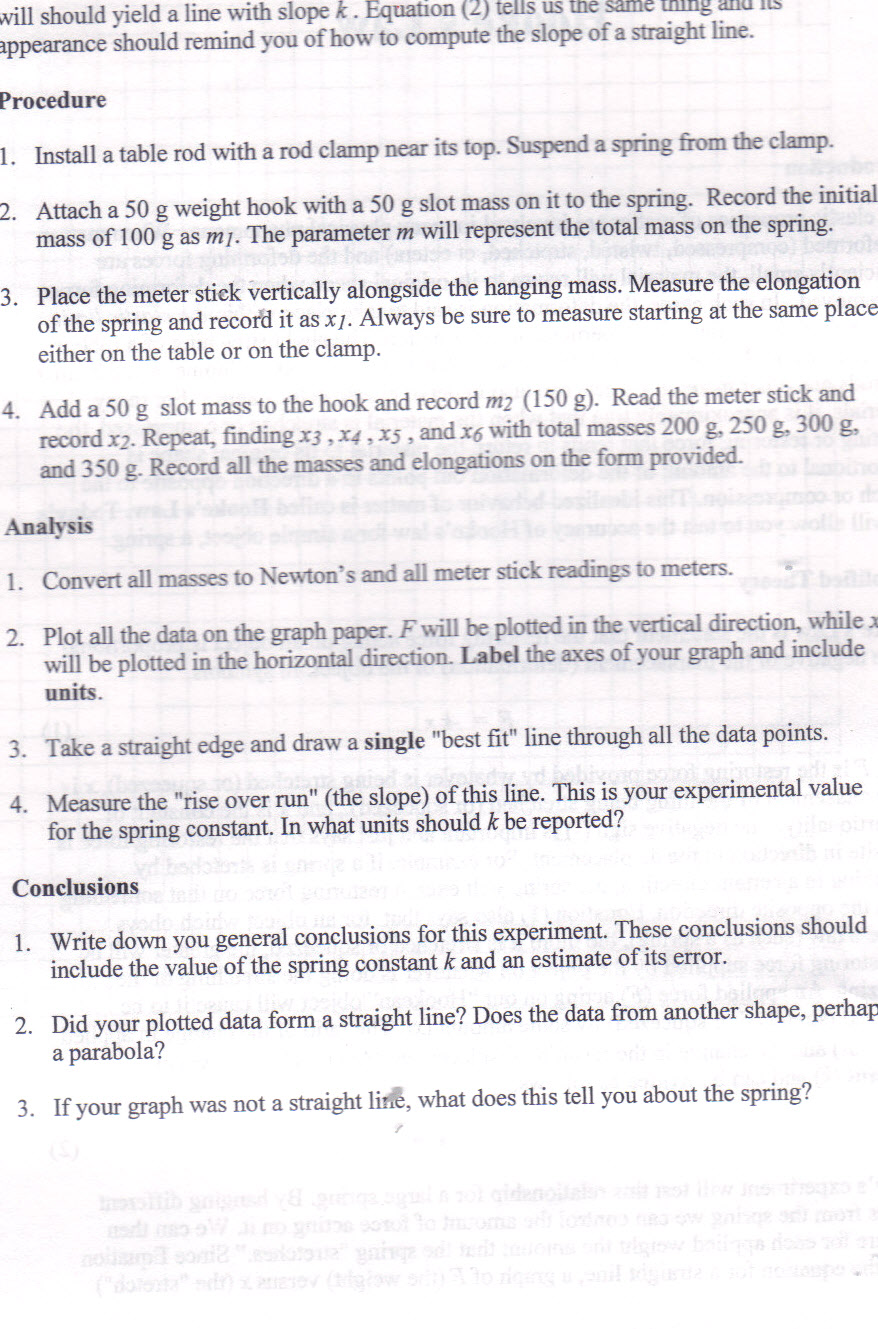 will should yield a line with slope k . Equation (2) tells us the same thing and its
appearance should remind you of how to compute the slope of a straight line.
Procedure
1. Install a table rod with a rod clamp near its top. Suspend a spring from the clamp.
2. Attach a 50 g weight hook with a 50 g slot mass on it to the spring. Record the initial
mass of 100 g as m1. The parameter m will represent the total mass on the spring.
3. Place the meter stick vertically alongside the hanging mass. Measure the elongation
of the spring and record it as x1. Always be sure to measure starting at the same place
either on the table or on the clamp.
4. Add a 50 g slot mass to the hook and record m2 (150 g). Read the meter stick and
record x2. Repeat, finding x3 , x4 , x5 , and x6 with total masses 200 g, 250 g, 300 g,
and 350 g. Record all the masses and elongations on the form provided.
Analysis
1. Convert all masses to Newton's and all meter stick readings to meters.
2. Plot all the data on the graph paper. F will be plotted in the vertical direction, while x
will be plotted in the horizontal direction. Label the axes of your graph and include
units.
3. Take a straight edge and draw a single "best fit" line through all the data points.
4. Measure the "rise over run" (the slope) of this line. This is your experimental value
for the spring constant. In what units should k be reported?
Conclusions
1. Write down you general conclusions for this experiment. These conclusions should
include the value of the spring constant k and an estimate of its error.
2. Did your plotted data form a straight line? Does the data from another shape, perhap
a parabola?
3. If your graph was not a straight line, what does this tell you about the spring?